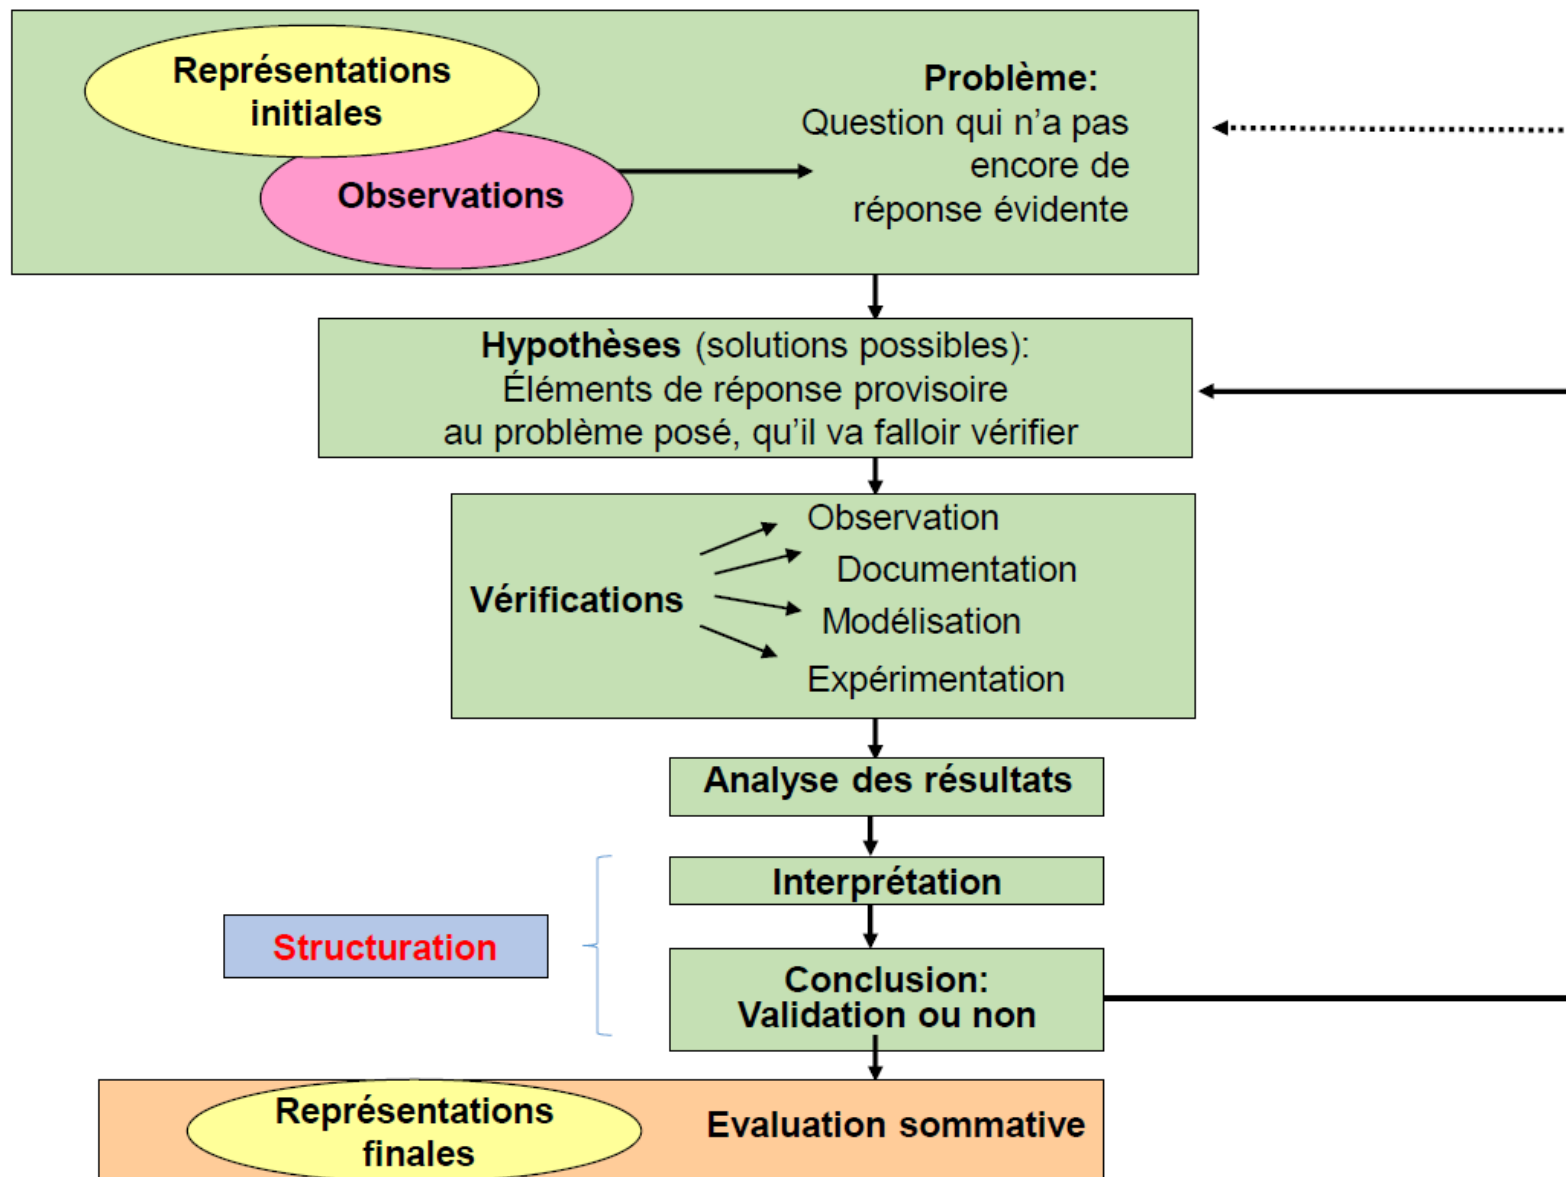 Représentations
initiales
Observations
Problème:
Question qui n'a pas
encore de
réponse évidente
Hypothèses (solutions possibles):
Éléments de réponse provisoire
au problème posé, qu'il va falloir vérifier
Vérifications
Observation
Documentation
Modélisation
Expérimentation
Analyse des résultats
Interprétation
Structuration
Conclusion:
Validation ou non
Représentations
finales
Evaluation sommative